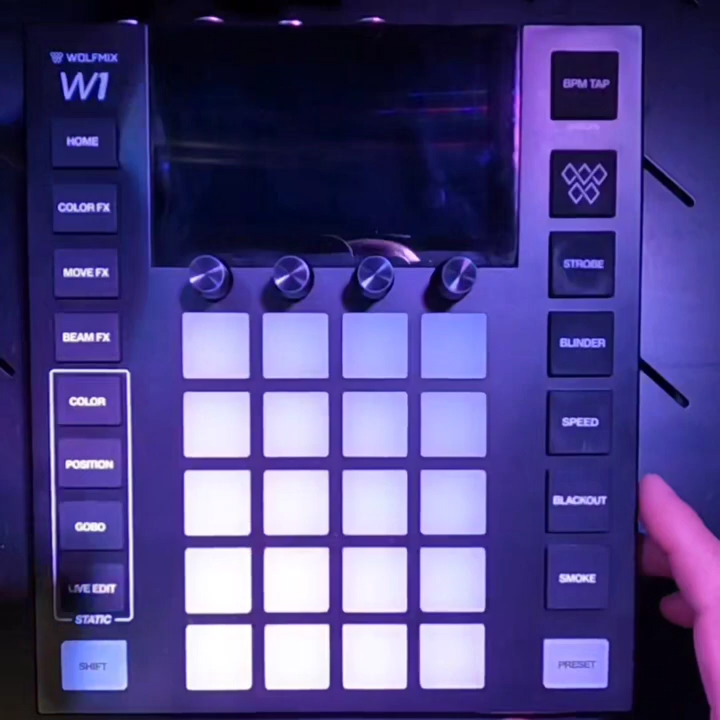 WOLFMIX
W1
HOME
COLOR FX
MOVE FX
BEAM FX
COLOR
POSITION
GOBO
LIVE EDIT
STATIC
SHIFT
BPM TAP
STROBE
BLINDER
SPEED
BLACKOUT
SMOKE
PRESET